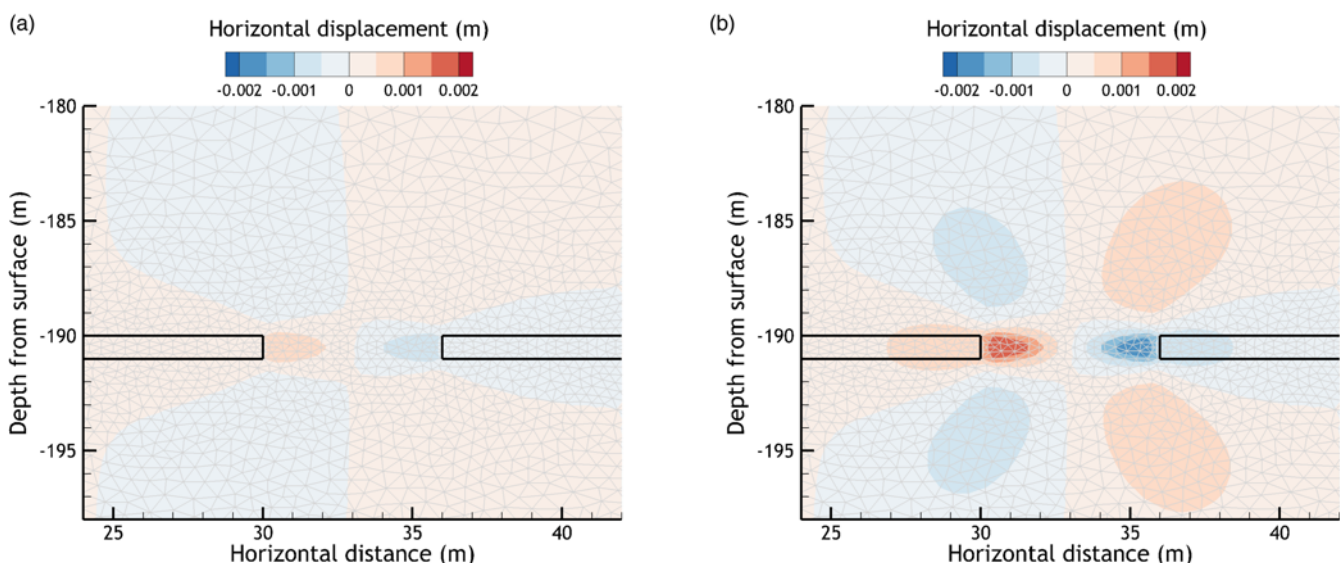 (a)
Horizontal displacement (m)
-0.002 -0.001 0 0.001 0.002
-180
-185
-190
-195
Depth from surface (m)
25 30 35 40
Horizontal distance (m)
(b)
Horizontal displacement (m)
-0.002 -0.001 0 0.001 0.002
-180
-185
-190
-195
Depth from surface (m)
25 30 35 40
Horizontal distance (m)